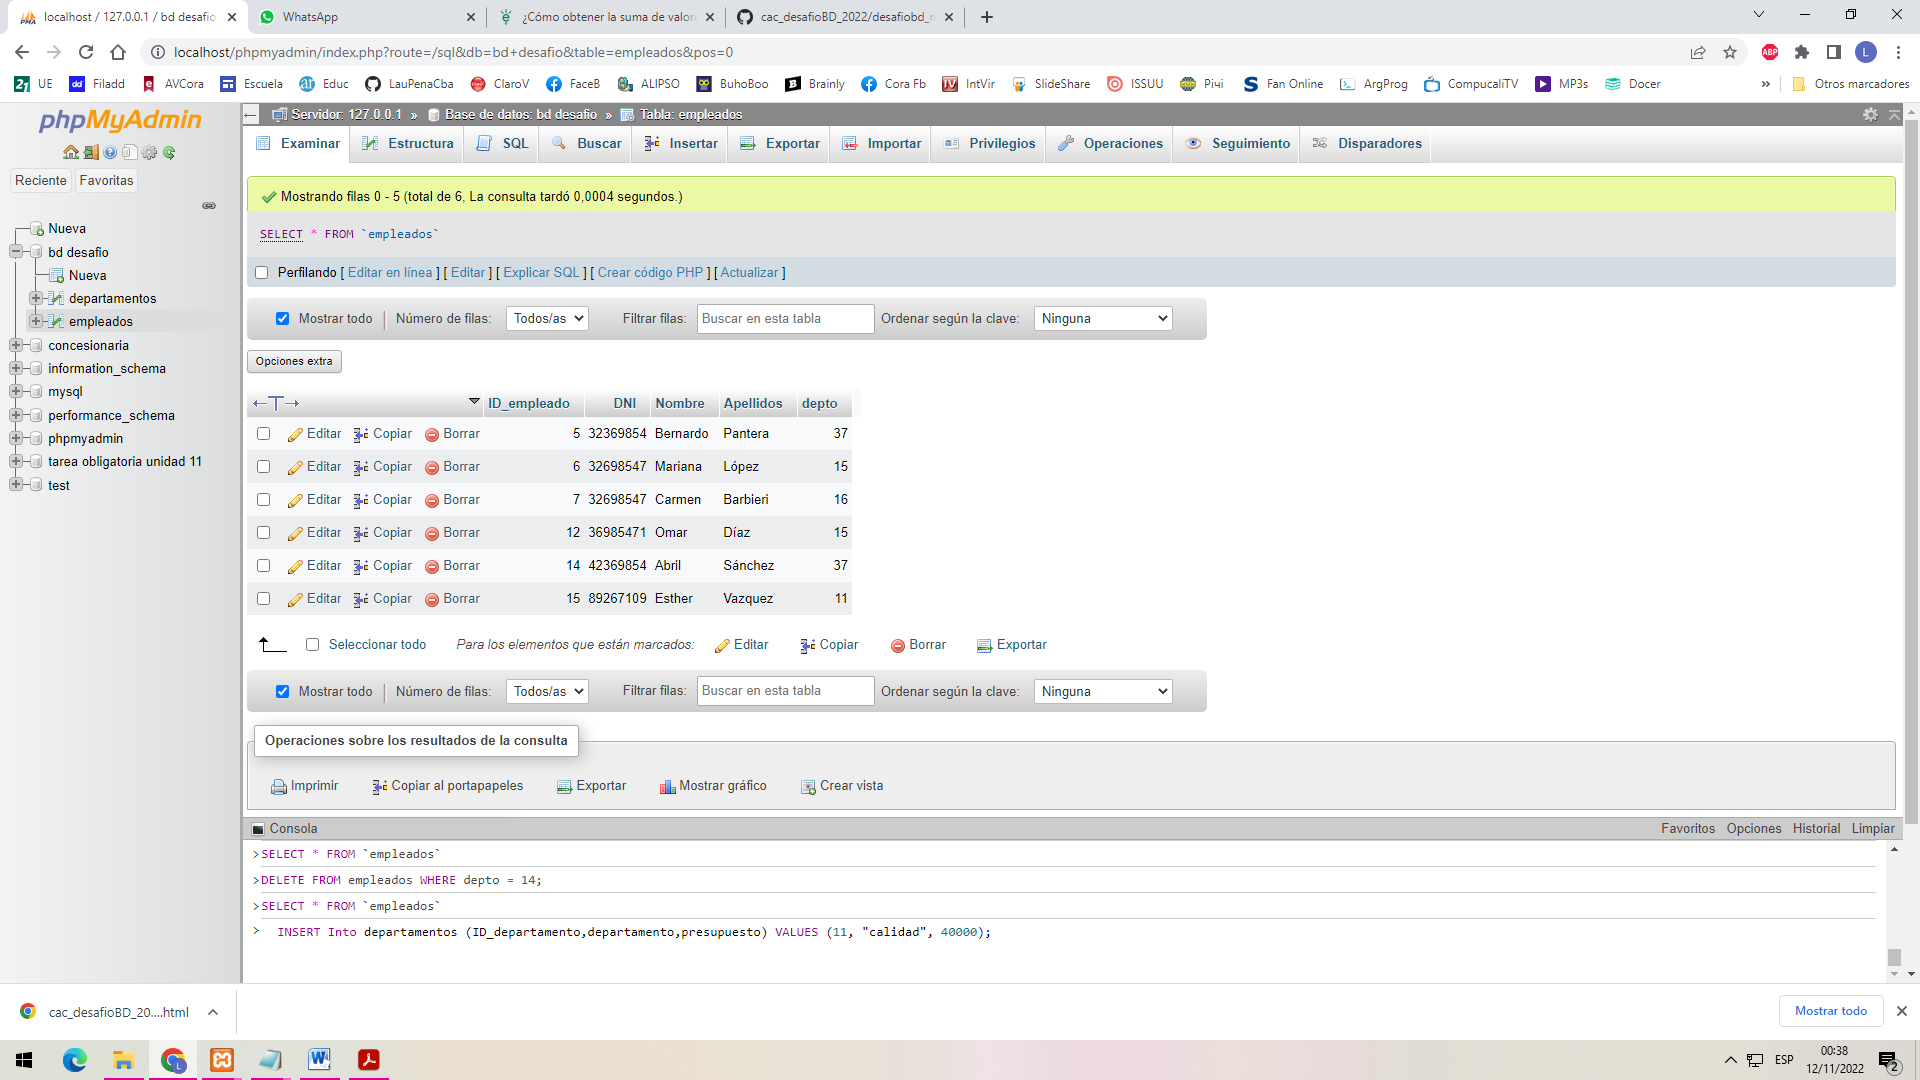 localhost / 127.0.0.1 / bd desafio
WhatsApp
¿Cómo obtener la suma de valor
cac_desafioBD_2022/desafiobd_n
localhost/phpmyadmin/index.php?route=/sql&db=bd+desafio&table=empleados&pos=0
ABP
L
UE
Filadd
AVCora
Escuela
Educ
LauPenaCba
ClaroV
FaceB
ALIPSO
BuhoBoo
Brainly
Cora Fb
IntVir
SlideShare
ISSUU
Piui
Fan Online
ArgProg
CompucaliTV
MP3s
Docer
»
Otros marcadores
phpMyAdmin
Reciente
Favoritas
Nueva
bd desafio
Nueva
departamentos
empleados
concesionaria
information_schema
mysql
performance_schema
phpmyadmin
tarea obligatoria unidad 11
test
Servidor: 127.0.0.1 » Base de datos: bd desafio » Tabla: empleados
Examinar
Estructura
SQL
Buscar
Insertar
Exportar
Importar
Privilegios
Operaciones
Seguimiento
Disparadores
Mostrando filas 0 - 5 (total de 6, La consulta tardó 0,0004 segundos.)
SELECT * FROM `empleados`
Perfilando [ Editar en línea ] [ Editar ] [ Explicar SQL ] [ Crear código PHP ] [ Actualizar ]
Mostrar todo | Número de filas: Todos/as Filtrar filas: Buscar en esta tabla Ordenar según la clave: Ninguna
Opciones extra
←T→ ID_empleado DNI Nombre Apellidos depto
Editar Copiar Borrar 5 32369854 Bernardo Pantera 37
Editar Copiar Borrar 6 32698547 Mariana López 15
Editar Copiar Borrar 7 32698547 Carmen Barbieri 16
Editar Copiar Borrar 12 36985471 Omar Díaz 15
Editar Copiar Borrar 14 42369854 Abril Sánchez 37
Editar Copiar Borrar 15 89267109 Esther Vazquez 11
Seleccionar todo Para los elementos que están marcados: Editar Copiar Borrar Exportar
Mostrar todo | Número de filas: Todos/as Filtrar filas: Buscar en esta tabla Ordenar según la clave: Ninguna
Operaciones sobre los resultados de la consulta
Imprimir Copiar al portapapeles Exportar Mostrar gráfico Crear vista
Consola
Favoritos Opciones Historial Limpiar
>SELECT * FROM `empleados`
>DELETE FROM empleados WHERE depto = 14;
>SELECT * FROM `empleados`
> INSERT Into departamentos (ID_departamento,departamento,presupuesto) VALUES (11, "calidad", 40000);
cac_desafioBD_20....html
Mostrar todo
ESP
00:38
12/11/2022
2